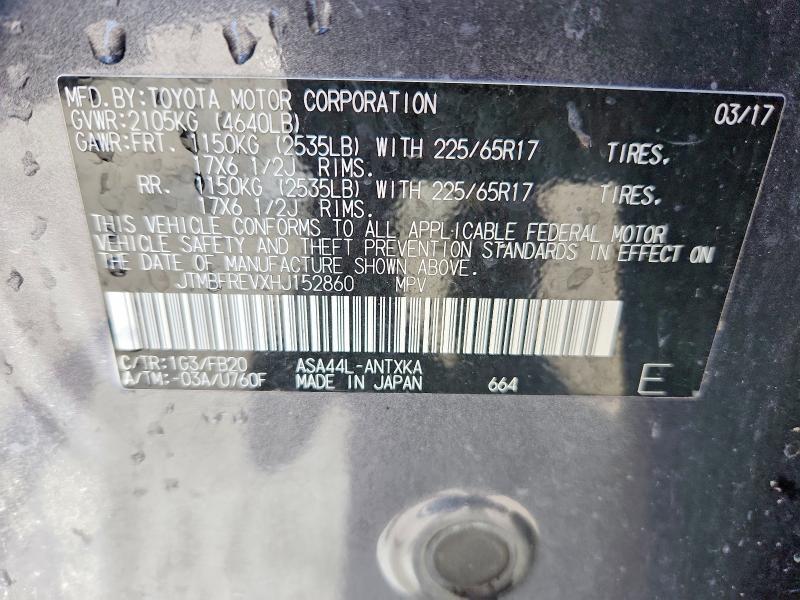 MFD.BY:TOYOTA MOTOR CORPORATION 03/17
GVWR:2105KG (4640LB)
GAWR:FRT. 1150KG (2535LB) WITH 225/65R17 TIRES.
17X6 1/2J RIMS.
RR. 1150KG (2535LB) WITH 225/65R17 TIRES.
17X6 1/2J RIMS.
THIS VEHICLE CONFORMS TO ALL APPLICABLE FEDERAL MOTOR
VEHICLE SAFETY AND THEFT PREVENTION STANDARDS IN EFFECT ON
THE DATE OF MANUFACTURE SHOWN ABOVE.
JTMBFREVXHJ152860 MPV
C/TR:1G3/FB20 ASA44L-ANTXKA
A/TM:-03A/U760F MADE IN JAPAN 664 E